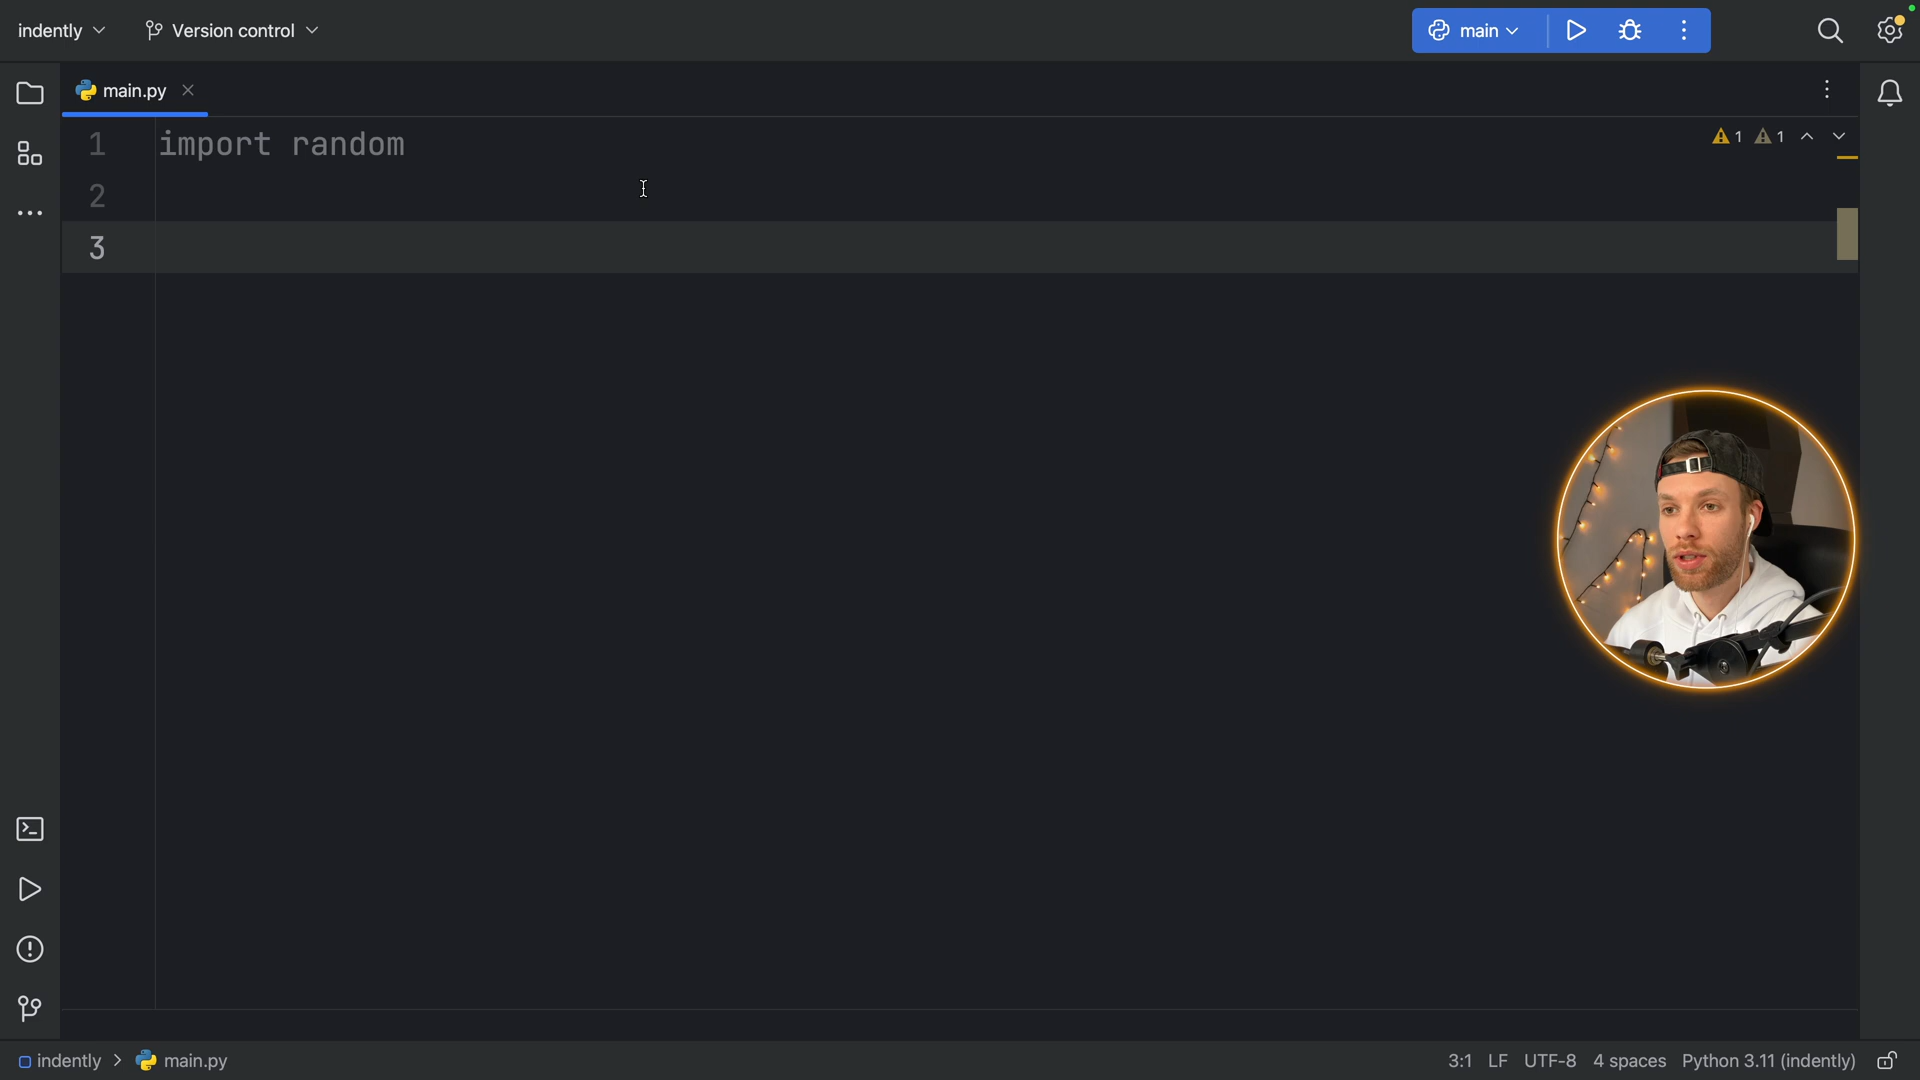 indently
Version control
main
main.py
1 1
1 import random
2
3
indently > main.py
3:1 LF UTF-8 4 spaces Python 3.11 (indently)